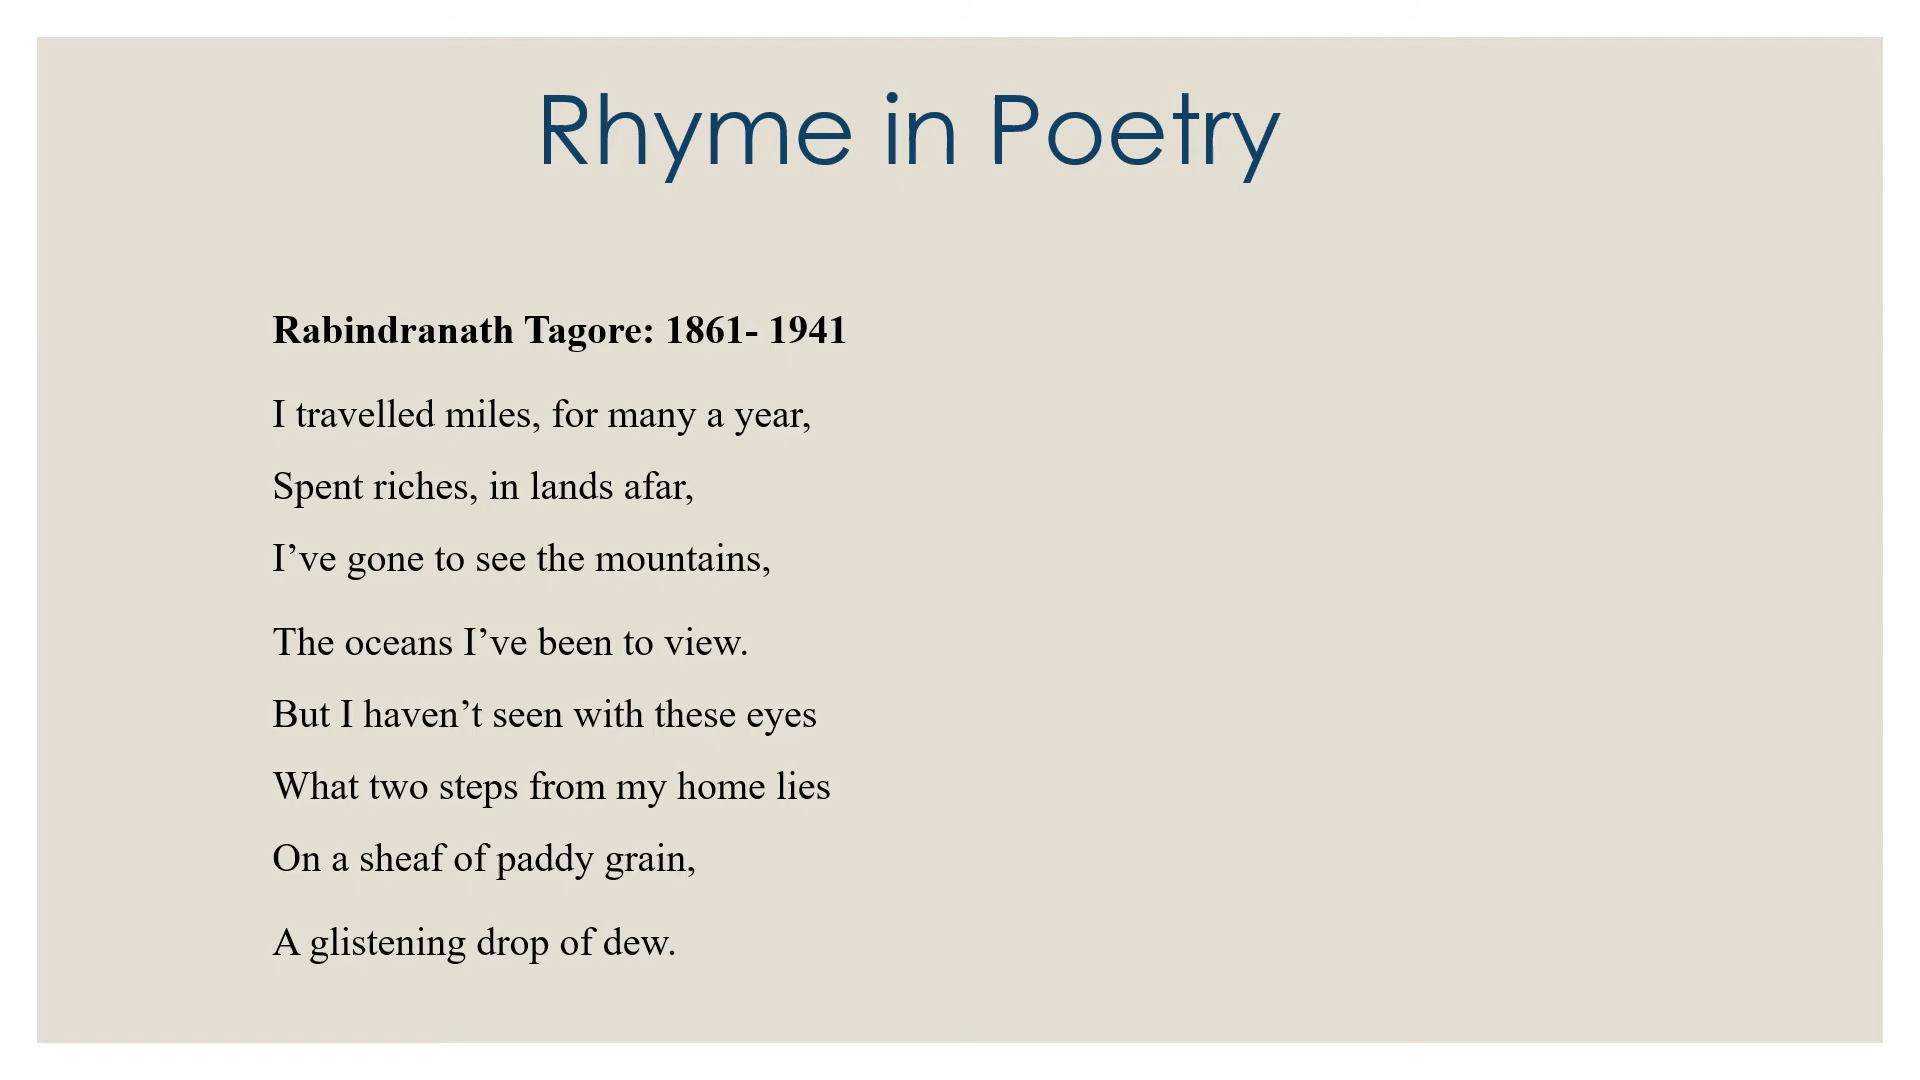 Rhyme in Poetry
Rabindranath Tagore: 1861- 1941
I travelled miles, for many a year,
Spent riches, in lands afar,
I’ve gone to see the mountains,
The oceans I’ve been to view.
But I haven’t seen with these eyes
What two steps from my home lies
On a sheaf of paddy grain,
A glistening drop of dew.